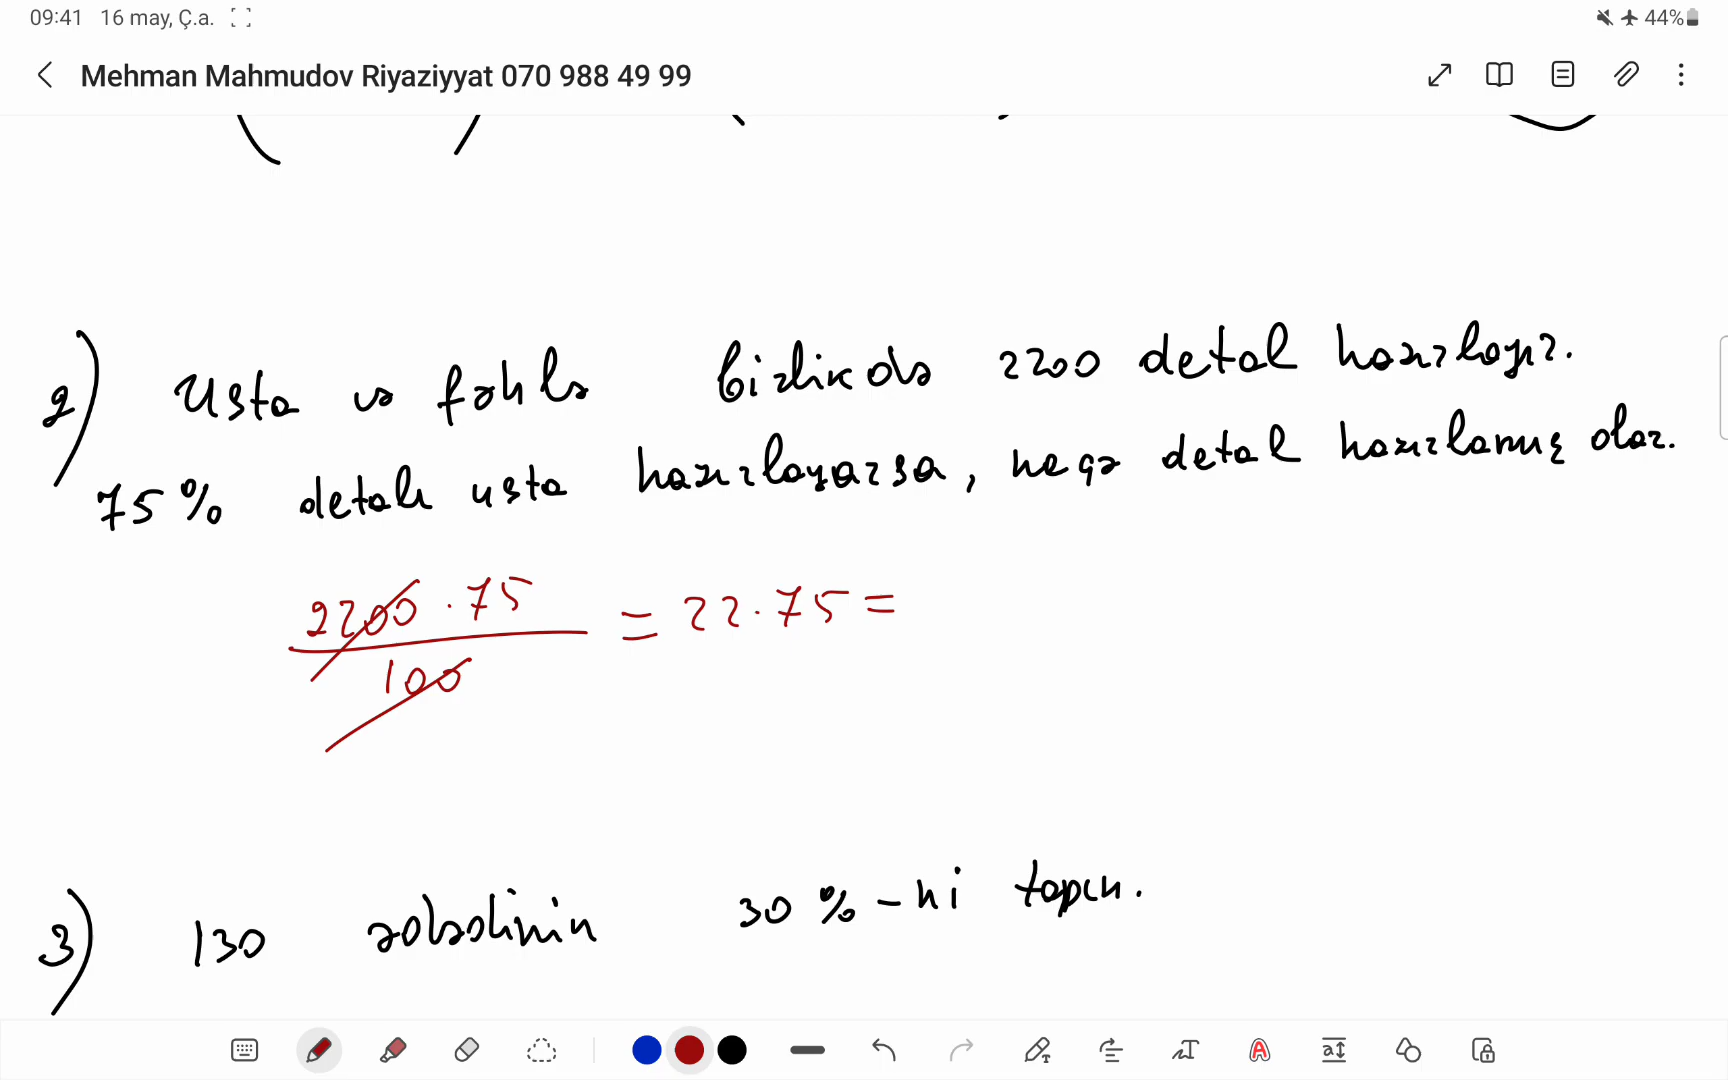 09:41 16 may, Ç.a. 44%
Mehman Mahmudov Riyaziyyat 070 988 49 99
2) Usta və fəhlə birlikdə 2200 detal hazırlayır.
75% detalı usta hazırlayarsa, neçə detal hazırlamış olar.
2200 . 75 = 22 . 75 =
100
3) 130 ədədinin 30 % - ni tapın.